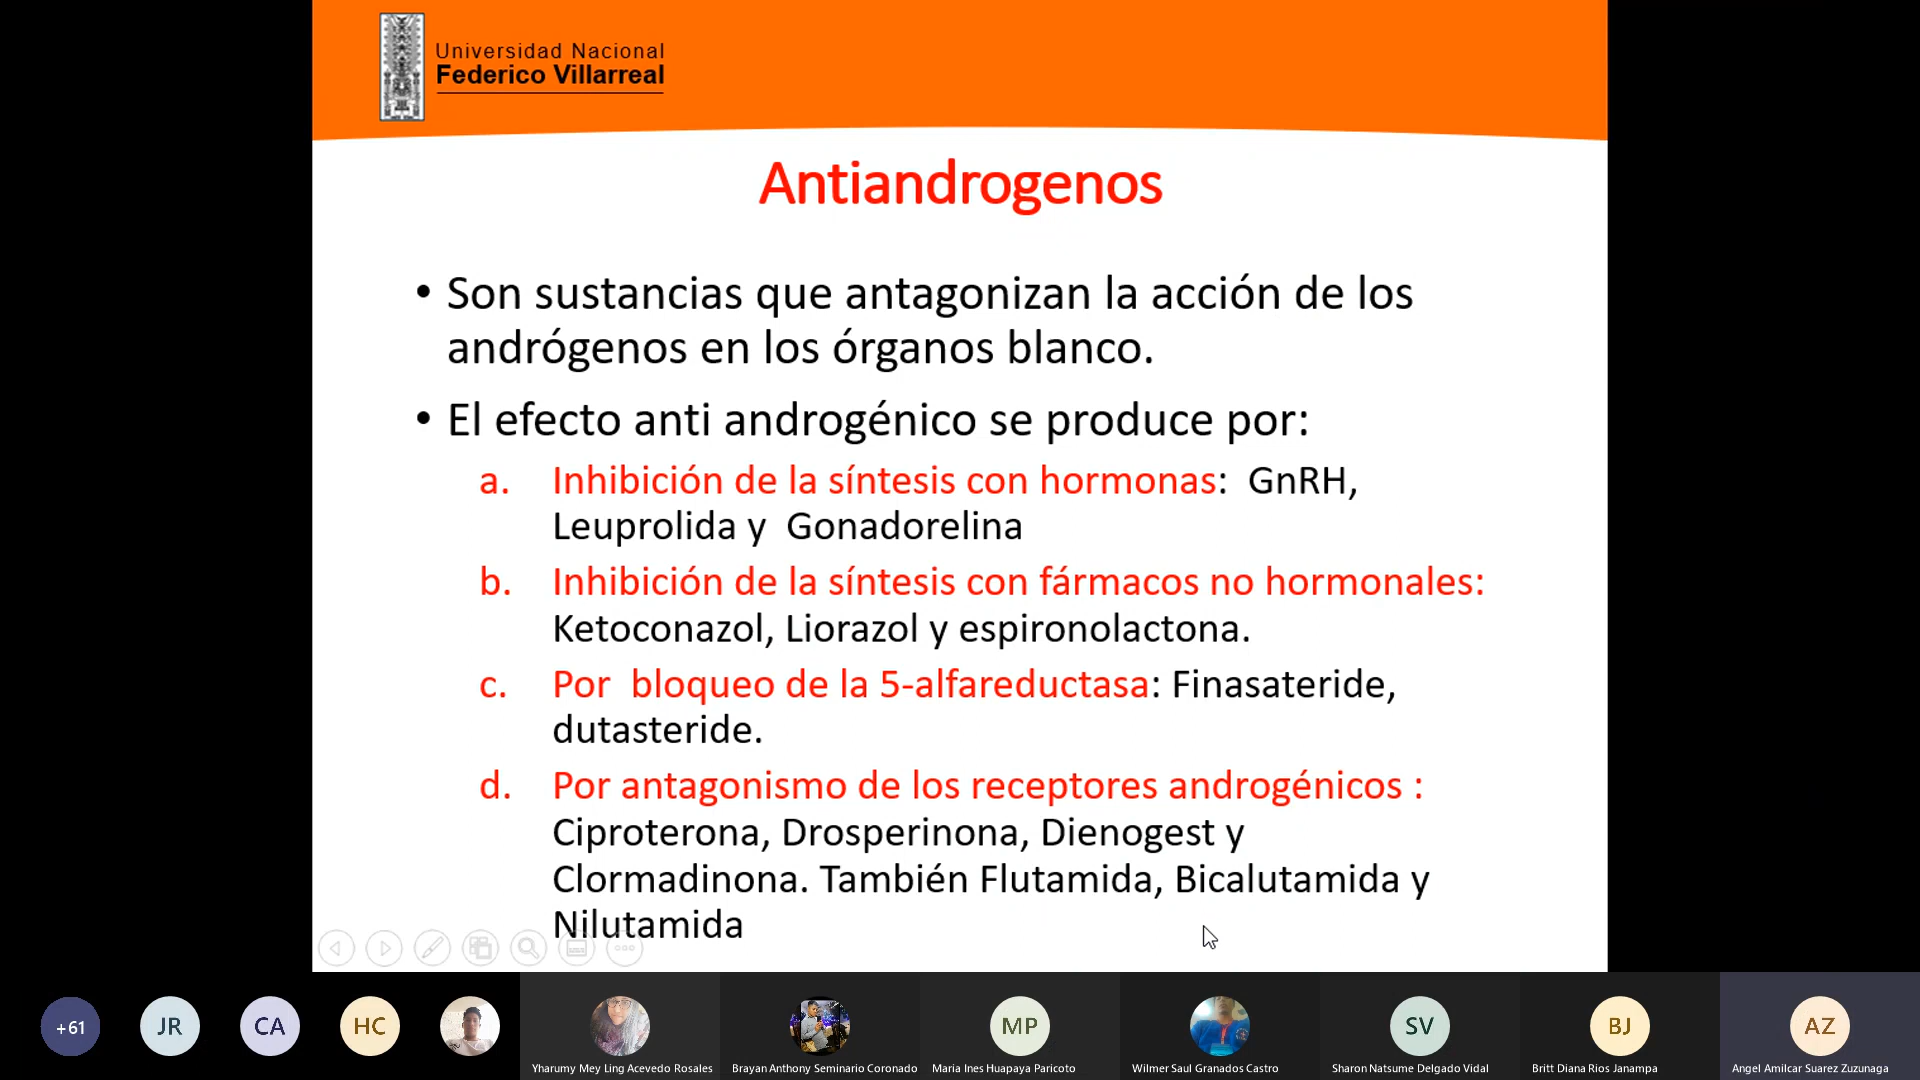 Universidad Nacional
Federico Villarreal
Antiandrogenos
• Son sustancias que antagonizan la acción de los
andrógenos en los órganos blanco.
• El efecto anti androgénico se produce por:
a. Inhibición de la síntesis con hormonas: GnRH,
Leuprolida y Gonadorelina
b. Inhibición de la síntesis con fármacos no hormonales:
Ketoconazol, Liorazol y espironolactona.
c. Por bloqueo de la 5-alfareductasa: Finasateride,
dutasteride.
d. Por antagonismo de los receptores androgénicos :
Ciproterona, Drosperinona, Dienogest y
Clormadinona. También Flutamida, Bicalutamida y
Nilutamida
+61
JR
CA
HC
MP
SV
BJ
AZ
Yharumy Mey Ling Acevedo Rosales
Brayan Anthony Seminario Coronado
Maria Ines Huapaya Paricoto
Wilmer Saul Granados Castro
Sharon Natsume Delgado Vidal
Britt Diana Rios Janampa
Angel Amilcar Suarez Zuzunaga